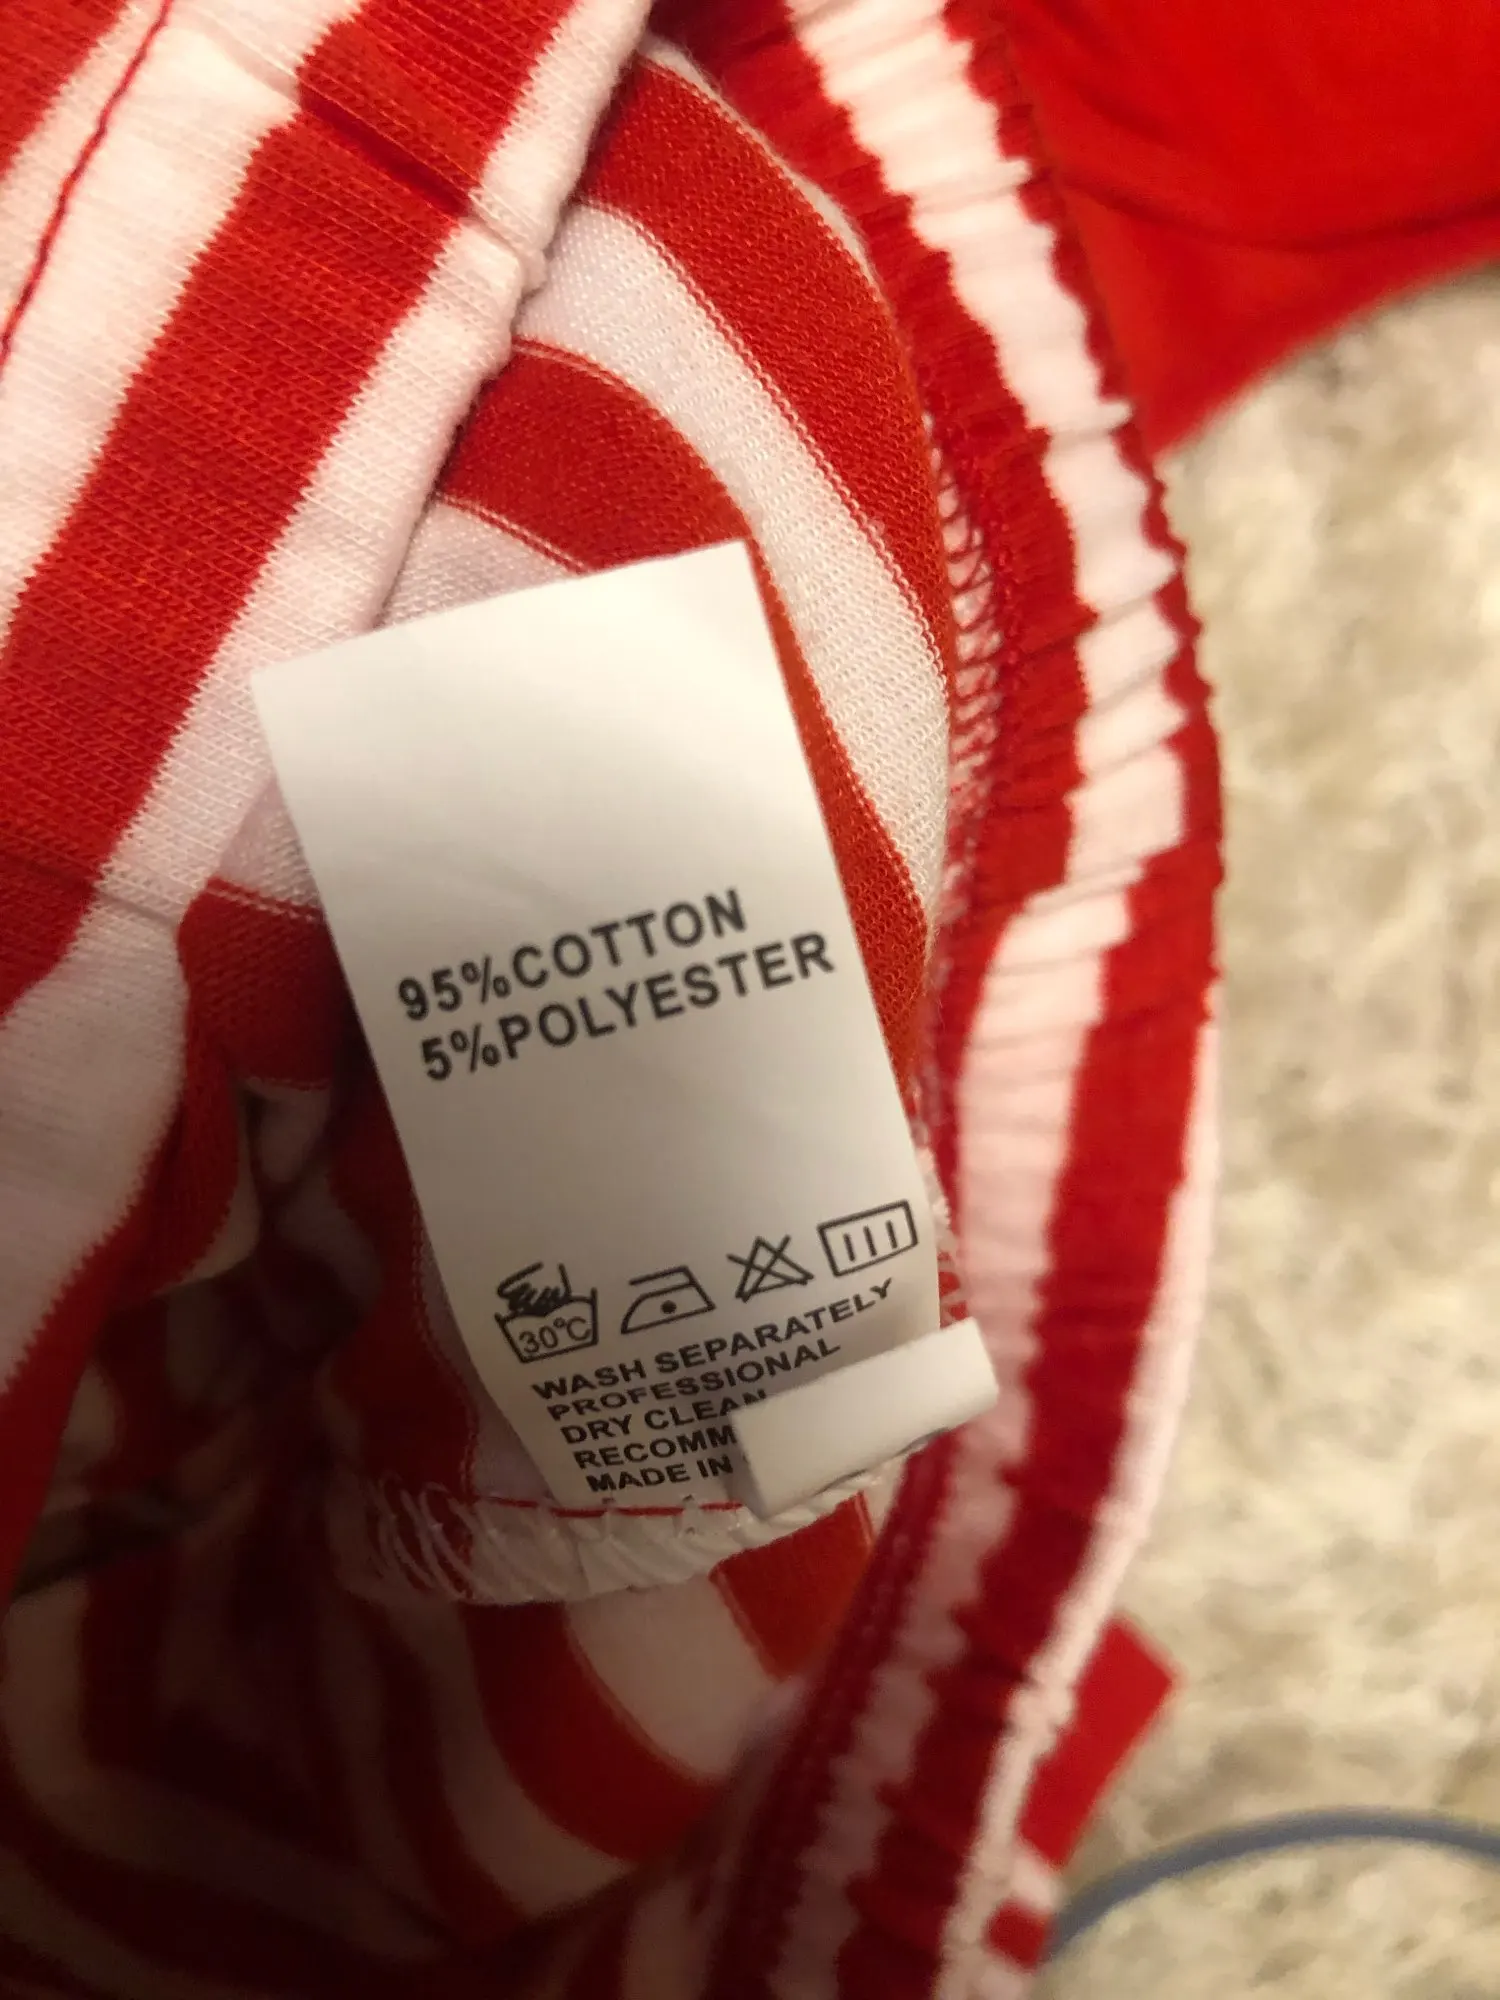 95%COTTON
5%POLYESTER
30°C
WASH SEPARATELY
PROFESSIONAL
DRY CLEAN
RECOMM
MADE IN